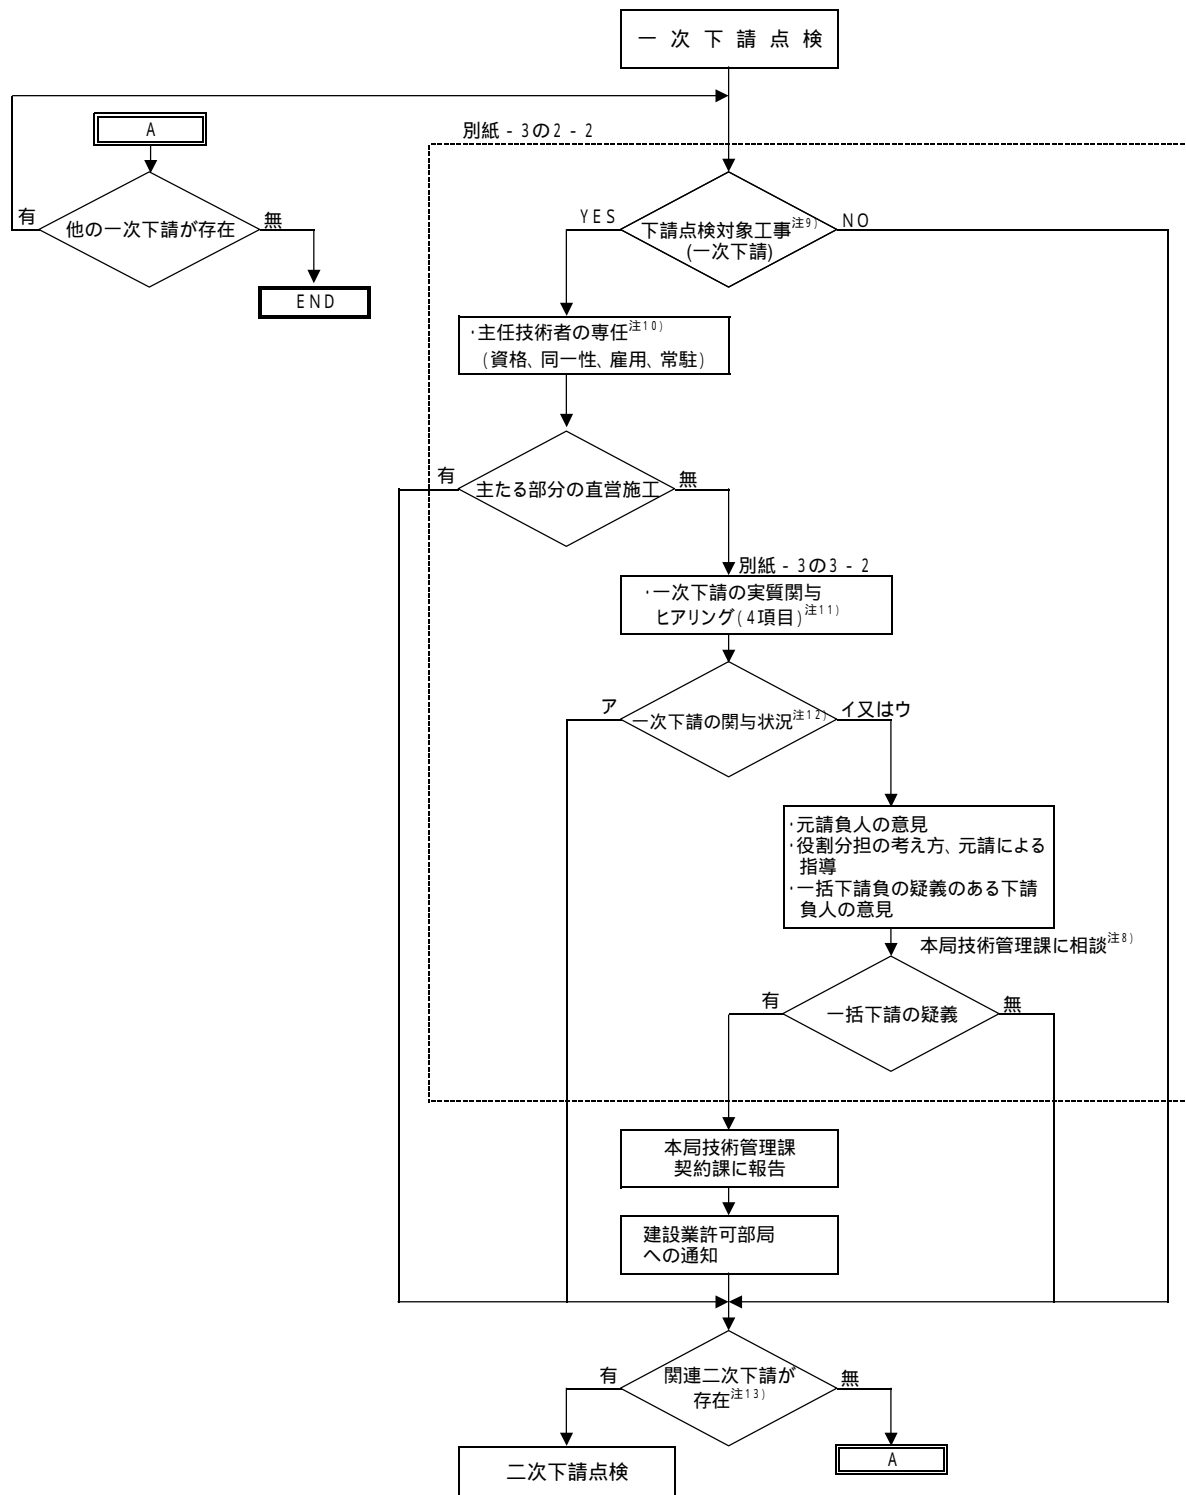 一次下請点検
A
別紙-3の2-2
有
他の一次下請が存在
無
END
YES
下請点検対象工事注9)
(一次下請)
NO
・主任技術者の専任注10)
(資格、同一性、雇用、常駐)
有
主たる部分の直営施工
無
別紙-3の3-2
・一次下請の実質関与
ヒアリング(4項目)注11)
ア
一次下請の関与状況注12)
イ又はウ
・元請負人の意見
・役割分担の考え方、元請による
指導
・一括下請負の疑義のある下請
負人の意見
本局技術管理課に相談注8)
有
一括下請の疑義
無
本局技術管理課
契約課に報告
建設業許可部局
への通知
有
関連二次下請が
存在注13)
無
二次下請点検
A